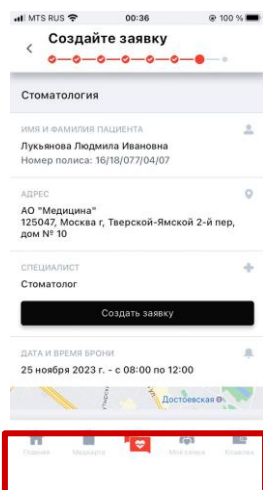 MTS RUS 00:36 100 %
Создайте заявку
Стоматология
ИМЯ И ФАМИЛИЯ ПАЦИЕНТА
Лукьянова Людмила Ивановна
Номер полиса: 16/18/077/04/07
АДРЕС
АО "Медицина"
125047, Москва г, Тверской-Ямской 2-й пер,
дом № 10
СПЕЦИАЛИСТ
Стоматолог
Создать заявку
ДАТА И ВРЕМЯ БРОНИ
25 ноября 2023 г. - с 08:00 по 12:00
Достоевская
Главная Медкарта Моя семья